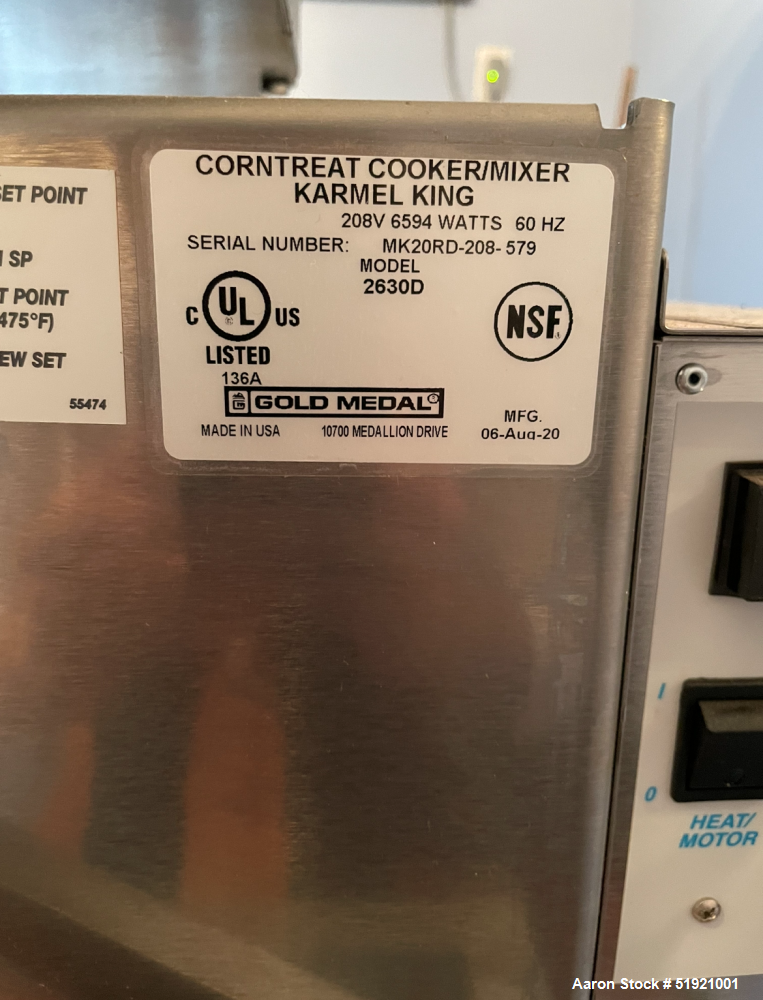 SET POINT
SP
T POINT
475°F)
EW SET
55474
CORNTREAT COOKER/MIXER
KARMEL KING
208V 6594 WATTS 60 HZ
SERIAL NUMBER: MK20RD-208- 579
MODEL
2630D
C UL US
LISTED
136A
NSF
GOLD MEDAL®
MADE IN USA 10700 MEDALLION DRIVE
MFG.
06-Aug-20
I
0
HEAT/
MOTOR
Aaron Stock # 51921001